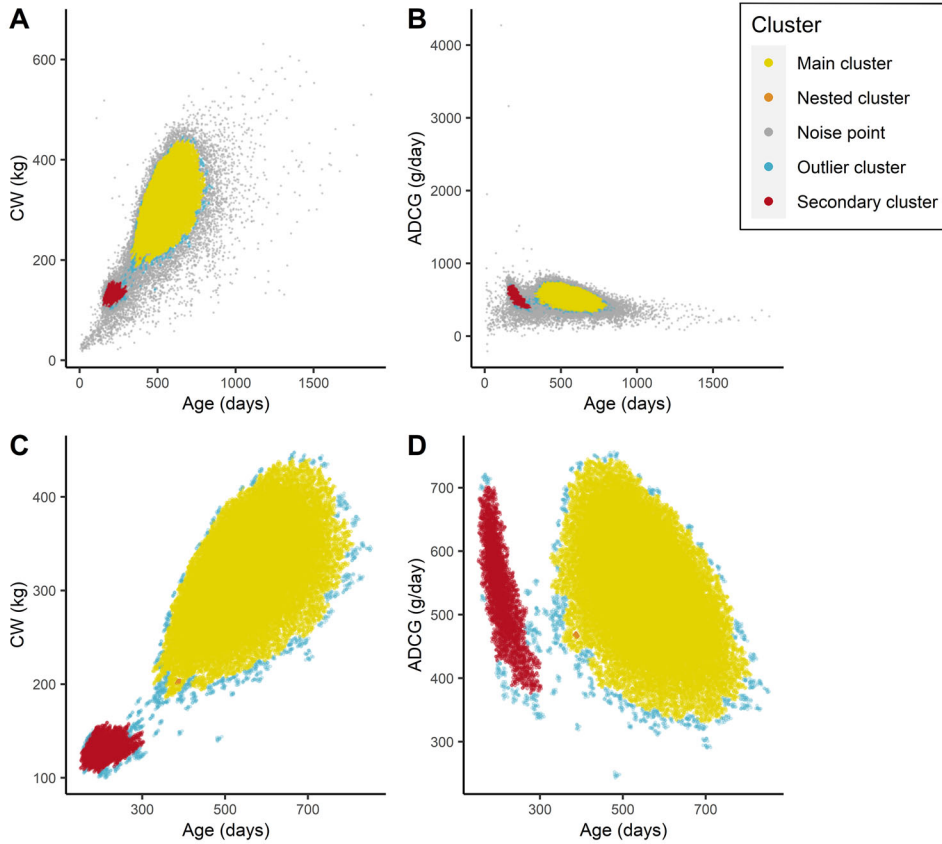 A
CW (kg)
600
400
200
0
0 500 1000 1500
Age (days)
B
ADCG (g/day)
4000
3000
2000
1000
0
0 500 1000 1500
Age (days)
Cluster
Main cluster
Nested cluster
Noise point
Outlier cluster
Secondary cluster
C
CW (kg)
400
300
200
100
300 500 700
Age (days)
D
ADCG (g/day)
700
600
500
400
300
300 500 700
Age (days)